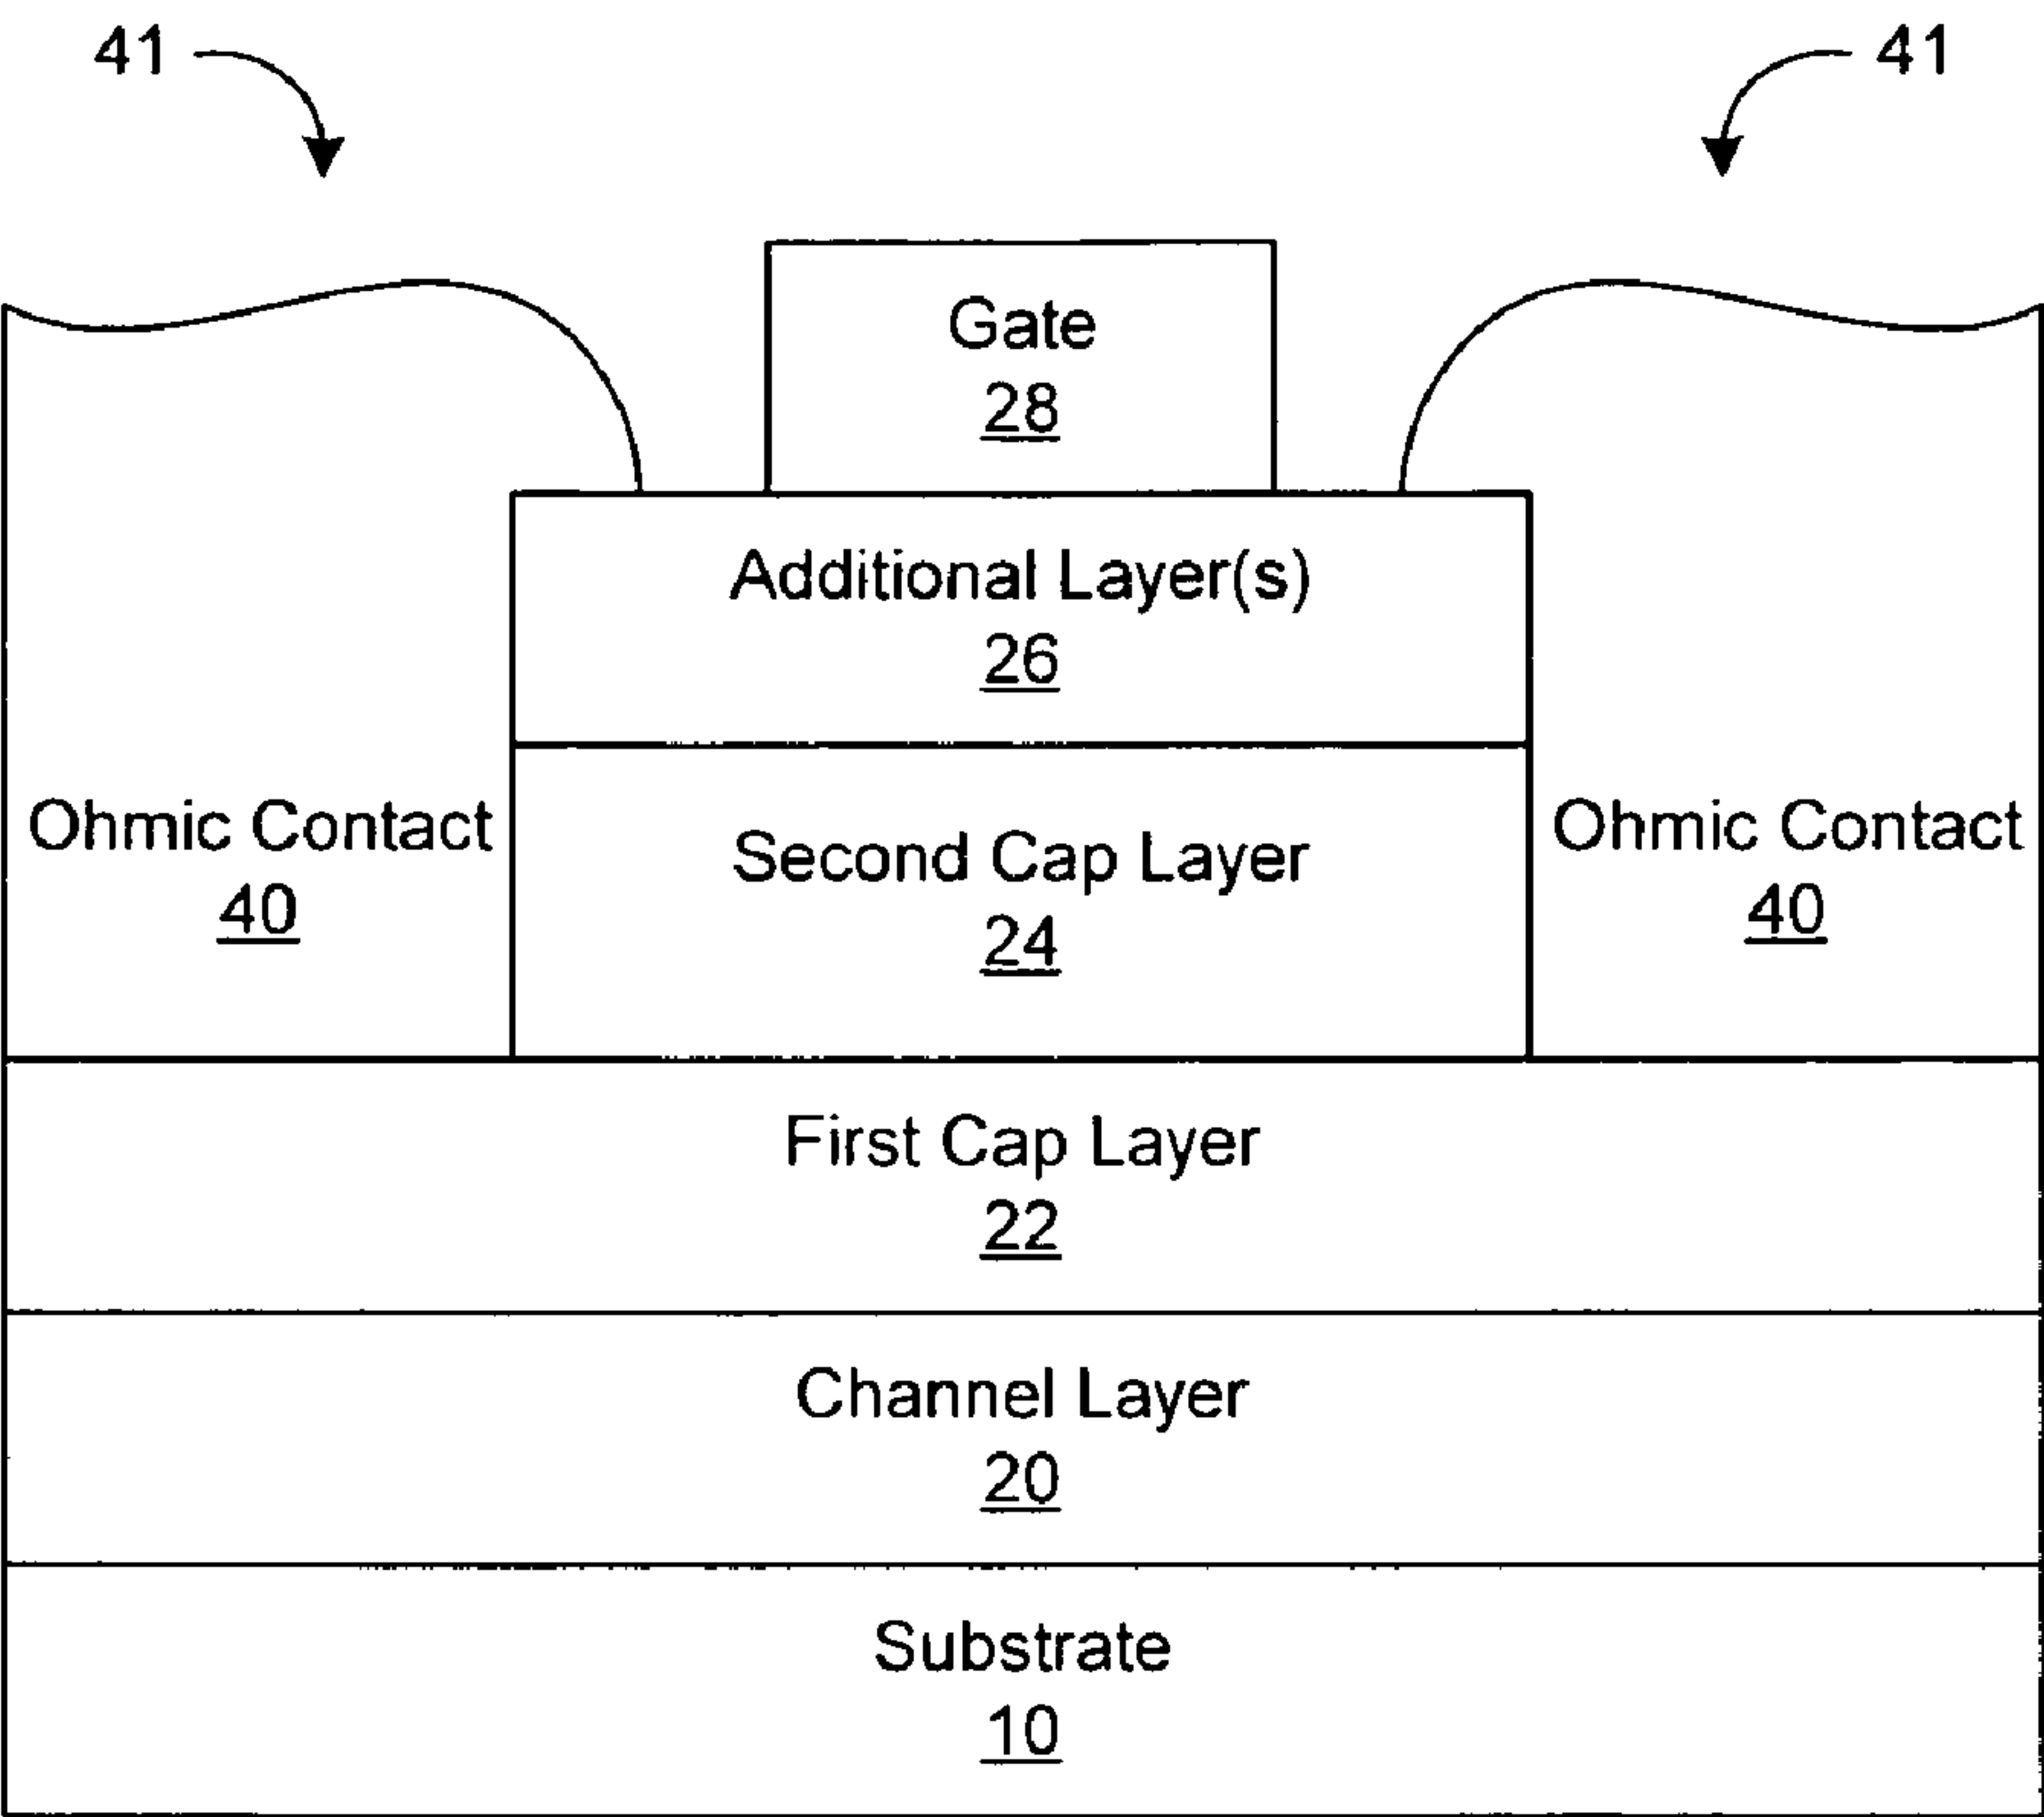 41
41
Gate
28
Additional Layer(s)
26
Ohmic Contact
40
Second Cap Layer
24
Ohmic Contact
40
First Cap Layer
22
Channel Layer
20
Substrate
10